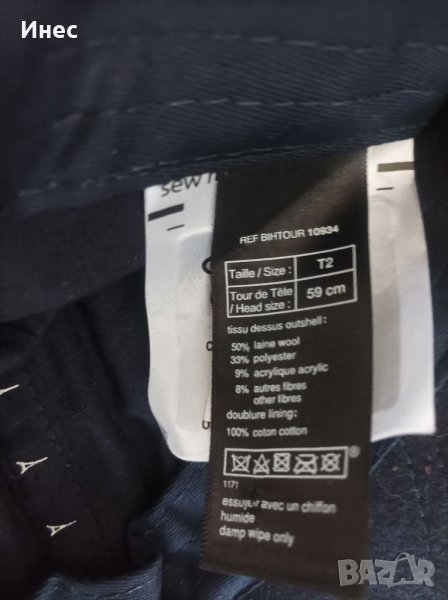 Инес
sew
REF BIHTOUR 10934
Taille / Size : T2
Tour de Tête / Head size : 59 cm
tissu dessus outshell :
50% laine wool
33% polyester
9% acrylique acrylic
8% autres fibres
other fibres
doublure lining:
100% coton cotton
®
1171
essuyer avec un chiffon
humide
damp wipe only
BAZAR